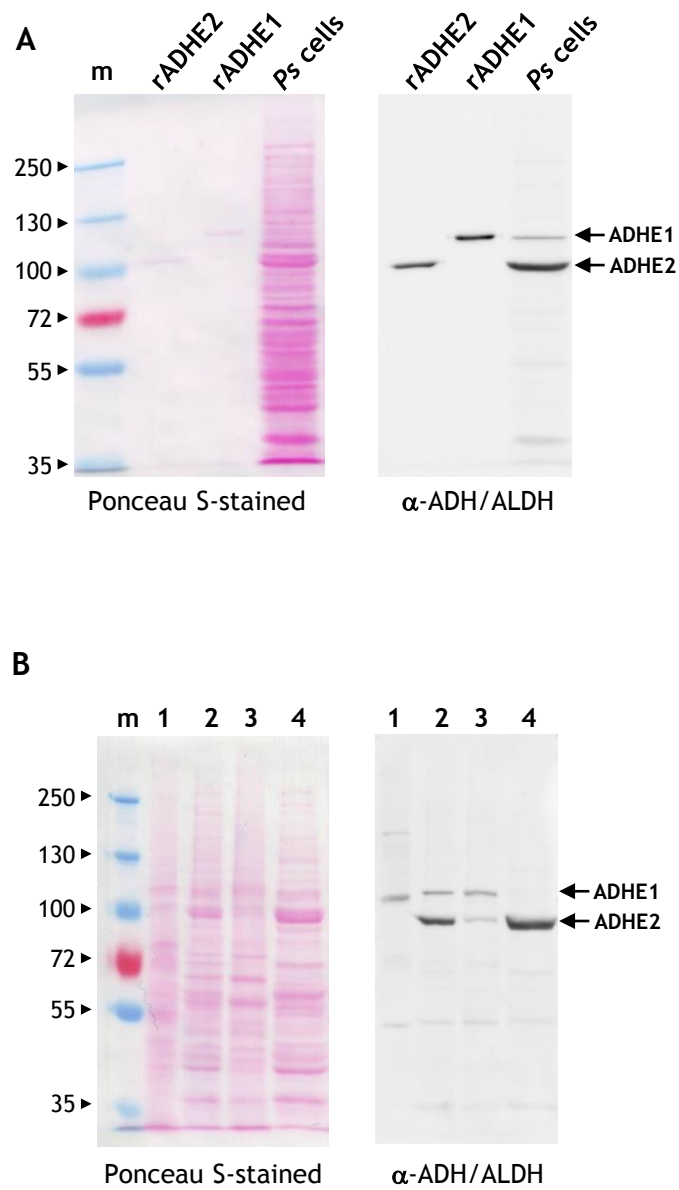 A
m rADHE2 rADHE1 Ps cells rADHE2 rADHE1 Ps cells
250
130
100
72
55
35
ADHE1
ADHE2
Ponceau S-stained α-ADH/ALDH
B
m 1 2 3 4 1 2 3 4
250
130
100
72
55
35
ADHE1
ADHE2
Ponceau S-stained α-ADH/ALDH